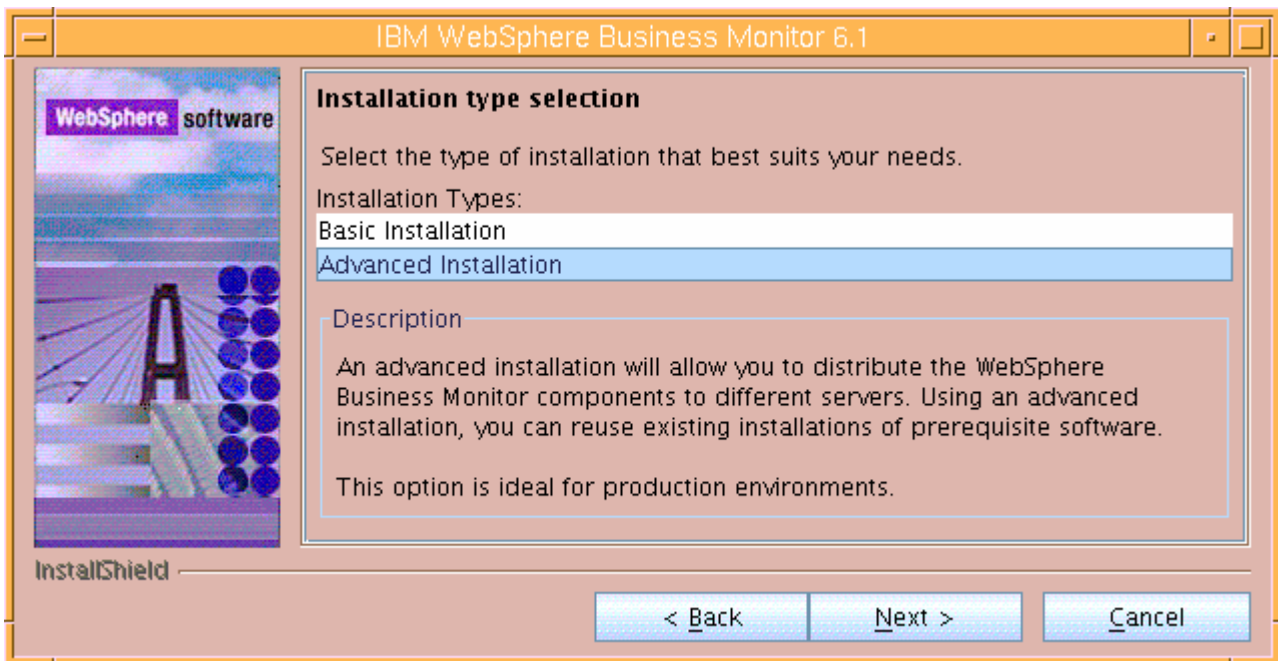 IBM WebSphere Business Monitor 6.1
WebSphere software
Installation type selection
Select the type of installation that best suits your needs.
Installation Types:
Basic Installation
Advanced Installation
Description
An advanced installation will allow you to distribute the WebSphere
Business Monitor components to different servers. Using an advanced
installation, you can reuse existing installations of prerequisite software.
This option is ideal for production environments.
InstallShield
< Back
Next >
Cancel